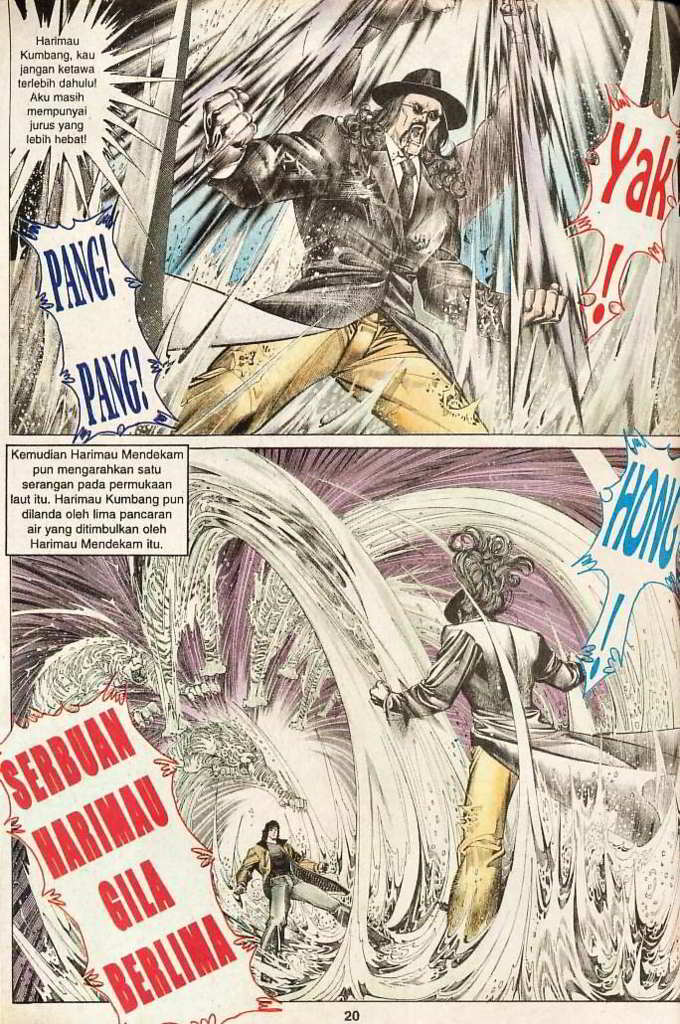 Harimau
Kumbang, kau
jangan ketawa
terlebih dahulu!
Aku masih
mempunyai
jurus yang
lebih hebat!
Yak
!
PANG!
PANG!
Kemudian Harimau Mendekam
pun mengarahkan satu
serangan pada permukaan
laut itu. Harimau Kumbang pun
dilanda oleh lima pancaran
air yang ditimbulkan oleh
Harimau Mendekam itu.
HONG
!
SERBUAN
HARIMAU
GILA
BERLIMA
20